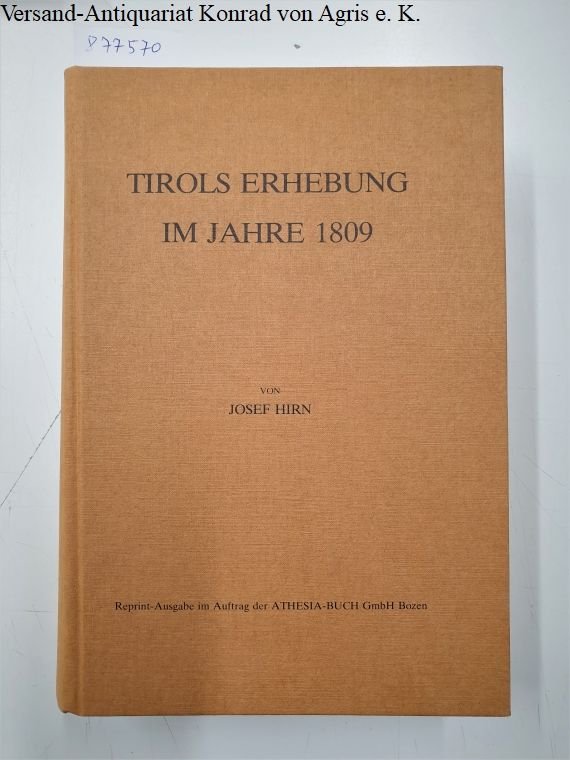 Versand-Antiquariat Konrad von Agris e. K.
877570
TIROLS ERHEBUNG
IM JAHRE 1809
VON
JOSEF HIRN
Reprint-Ausgabe im Auftrag der ATHESIA-BUCH GmbH Bozen